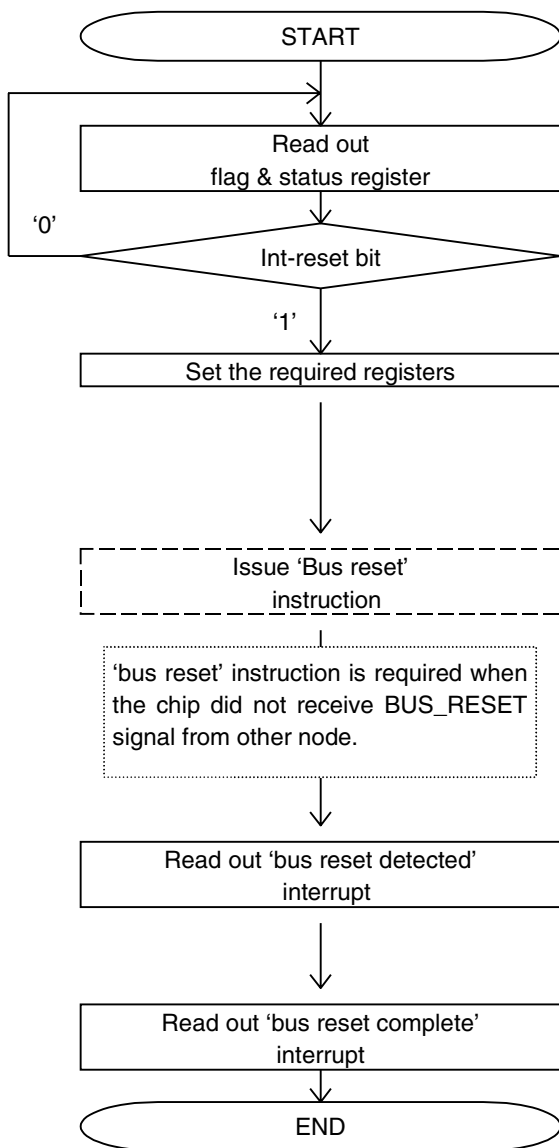 START
Read out
flag & status register
‘0’
Int-reset bit
‘1’
Set the required registers
Issue ‘Bus reset’
instruction
‘bus reset’ instruction is required when
the chip did not receive BUS_RESET
signal from other node.
Read out ‘bus reset detected’
interrupt
Read out ‘bus reset complete’
interrupt
END